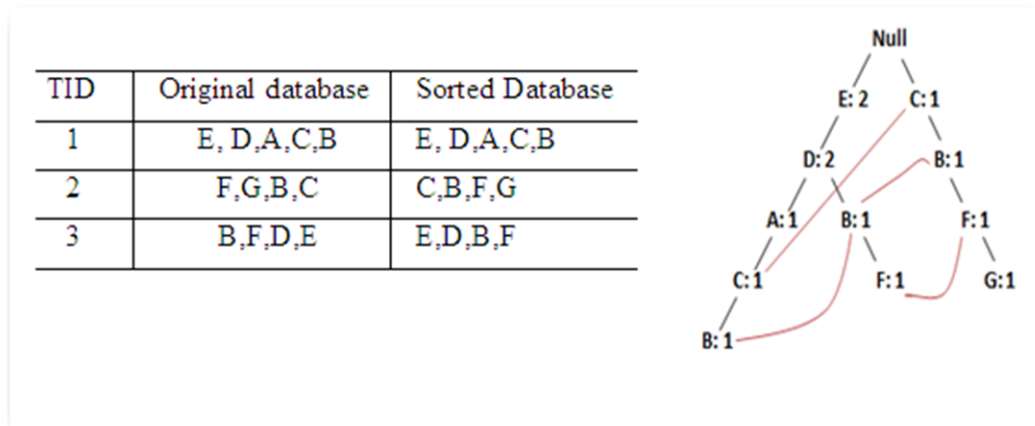 TID Original database Sorted Database
1 E, D,A,C,B E, D,A,C,B
2 F,G,B,C C,B,F,G
3 B,F,D,E E,D,B,F
Null
E: 2 C:1
D: 2 B:1
A:1 B:1 F:1
C:1 F:1 G:1
B:1